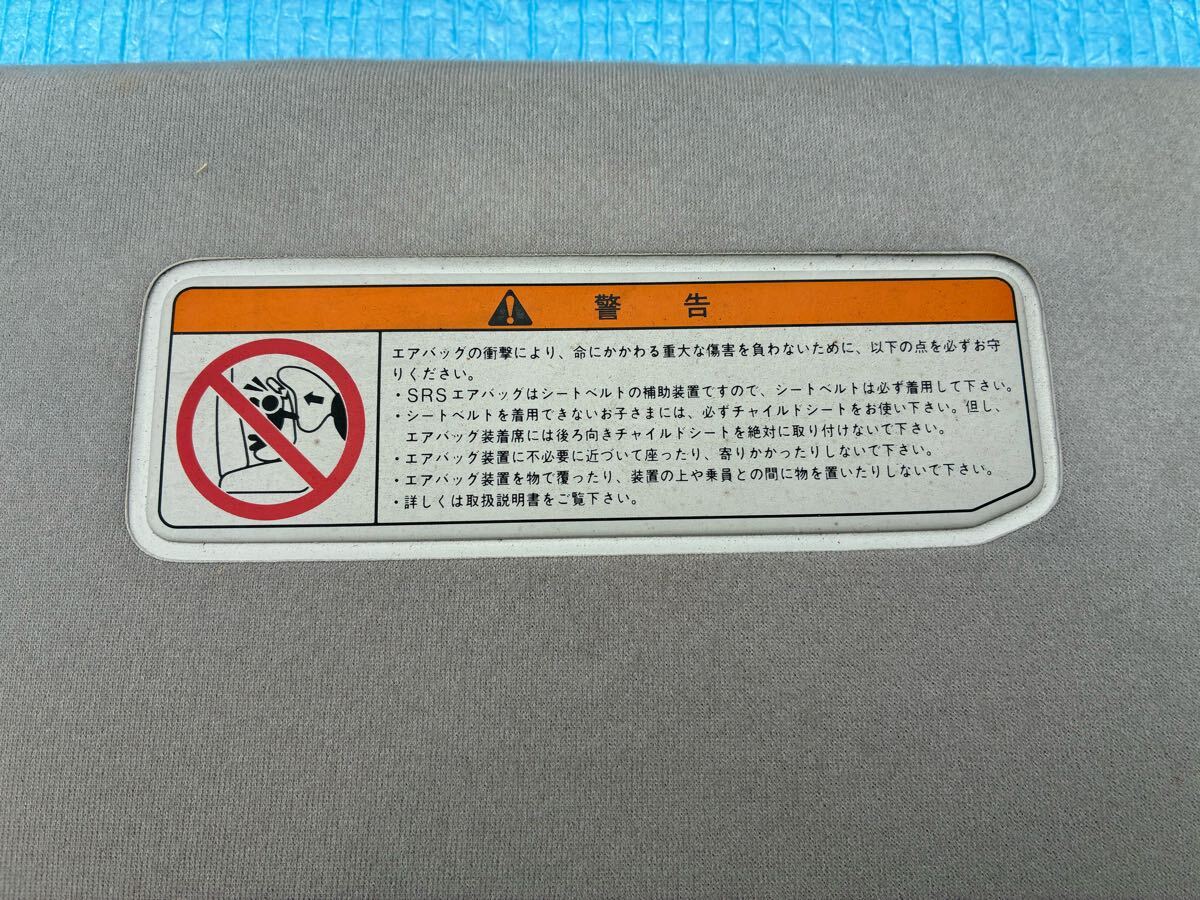 警告
エアバッグの衝撃により、命にかかわる重大な傷害を負わないために、以下の点を必ずお守
りください。
・SRSエアバッグはシートベルトの補助装置ですので、シートベルトは必ず着用して下さい。
・シートベルトを着用できないお子さまには、必ずチャイルドシートをお使い下さい。但し、
エアバッグ装着席には後ろ向きチャイルドシートを絶対に取り付けないで下さい。
・エアバッグ装置に不必要に近づいて座ったり、寄りかかったりしないで下さい。
・エアバッグ装置を物で覆ったり、装置の上や乗員との間に物を置いたりしないで下さい。
・詳しくは取扱説明書をご覧下さい。